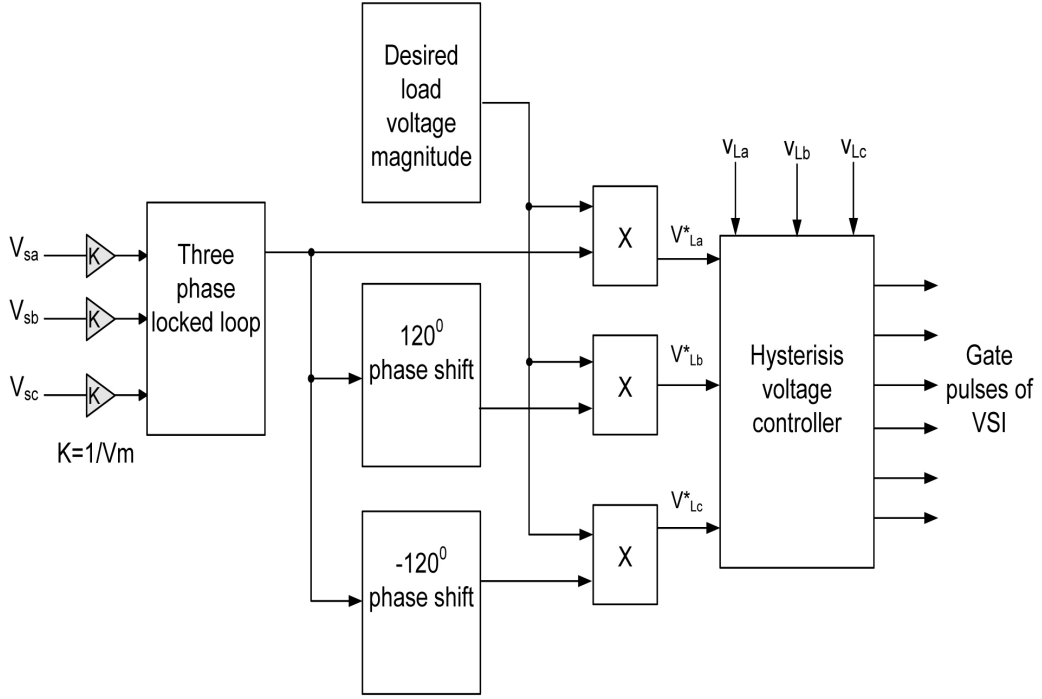 Desired
load
voltage
magnitude
vLa
vLb
vLc
Vsa
K
Vsb
K
Vsc
K
K=1/Vm
Three
phase
locked loop
X
V*La
120⁰
phase shift
X
V*Lb
-120⁰
phase shift
X
V*Lc
Hysterisis
voltage
controller
Gate
pulses of
VSI